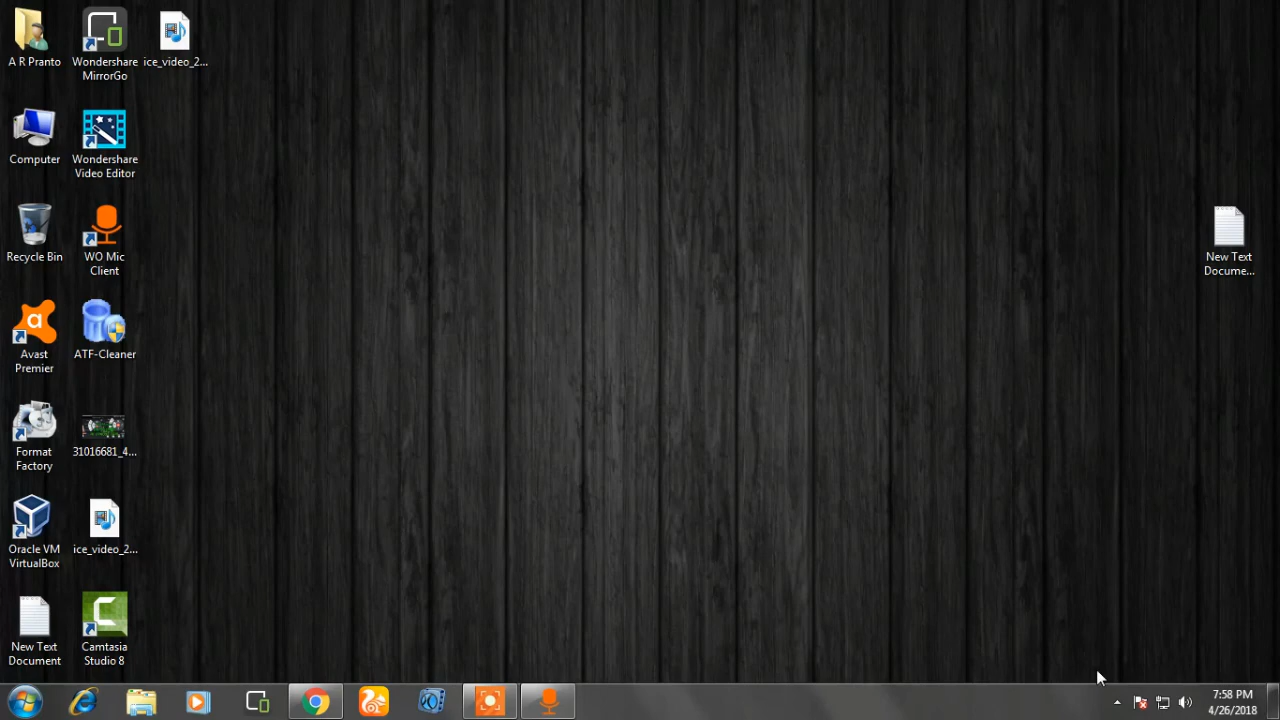 A R Pranto
Wondershare
MirrorGo
ice_video_2...
Computer
Wondershare
Video Editor
Recycle Bin
WO Mic
Client
New Text
Docume...
Avast
Premier
ATF-Cleaner
Format
Factory
31016681_4...
Oracle VM
VirtualBox
ice_video_2...
New Text
Document
Camtasia
Studio 8
7:58 PM
4/26/2018